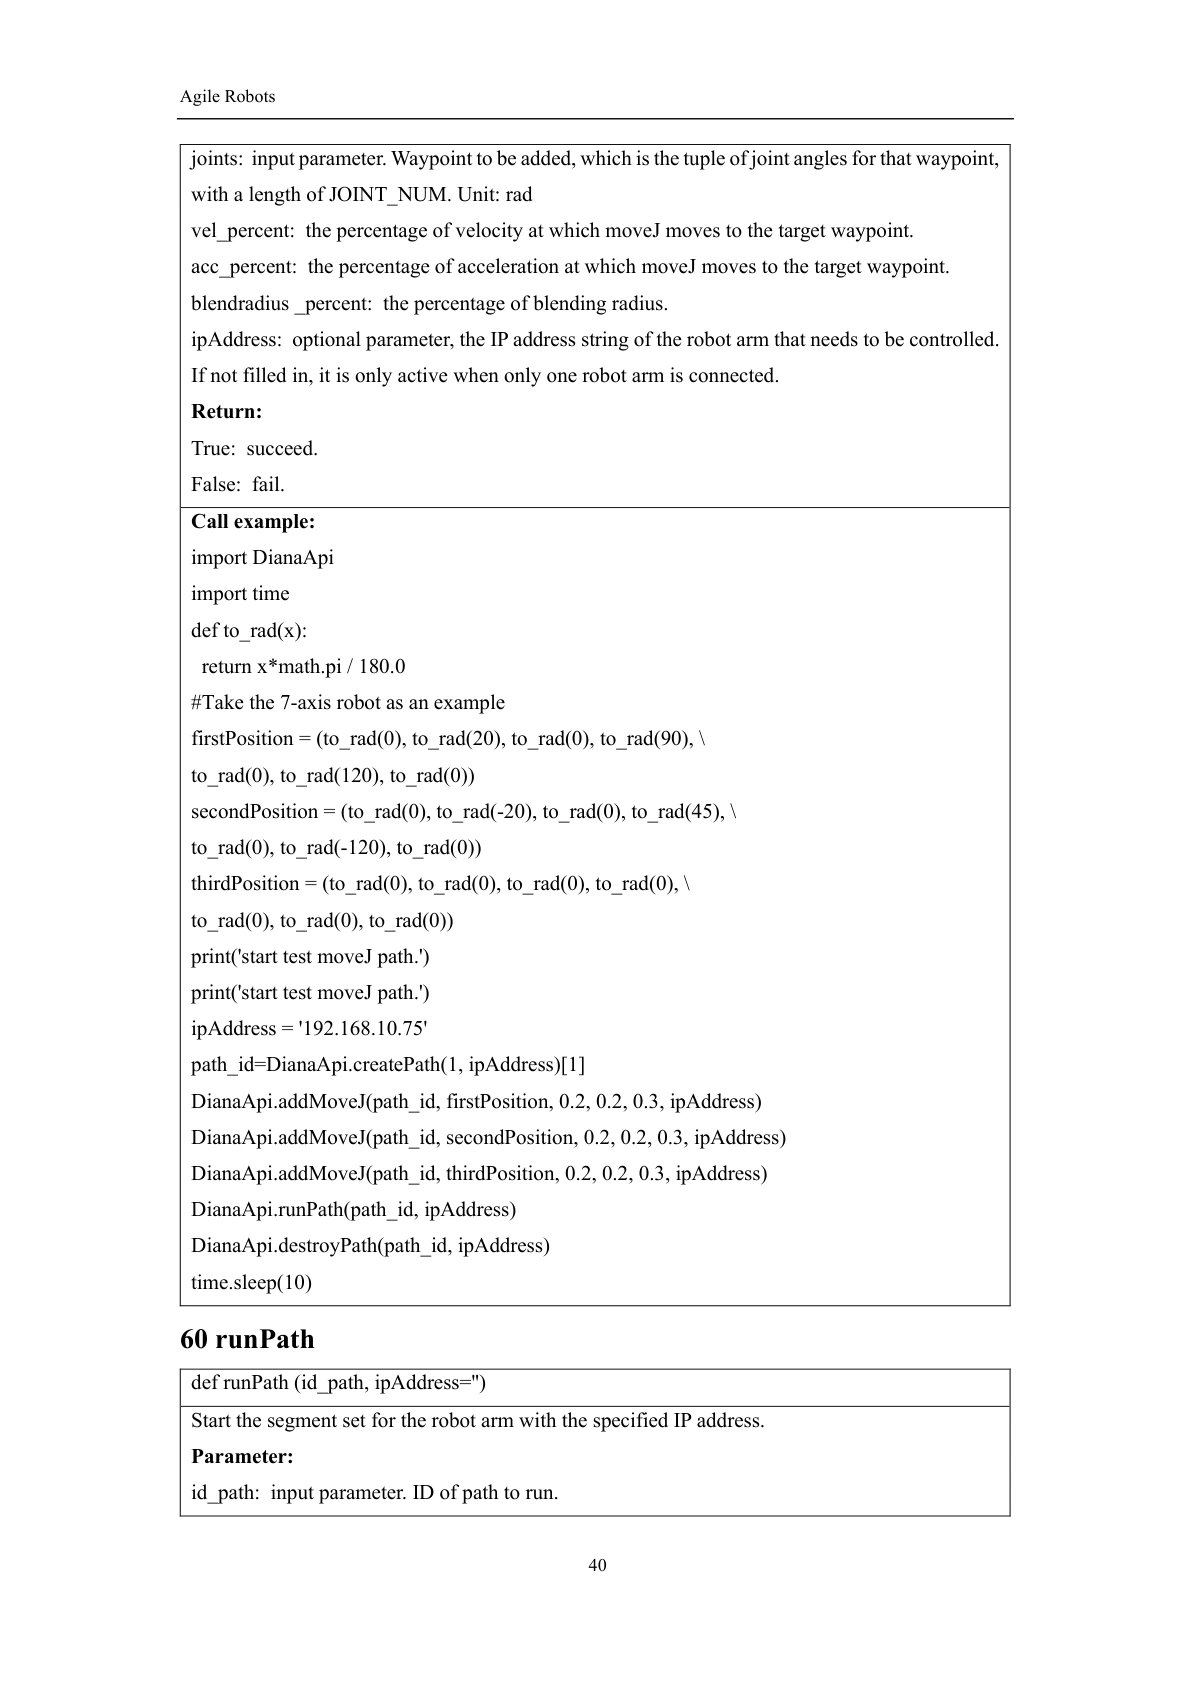 Agile Robots
joints: input parameter. Waypoint to be added, which is the tuple of joint angles for that waypoint,
with a length of JOINT_NUM. Unit: rad
vel_percent: the percentage of velocity at which moveJ moves to the target waypoint.
acc_percent: the percentage of acceleration at which moveJ moves to the target waypoint.
blendradius _percent: the percentage of blending radius.
ipAddress: optional parameter, the IP address string of the robot arm that needs to be controlled.
If not filled in, it is only active when only one robot arm is connected.
Return:
True: succeed.
False: fail.
Call example:
import DianaApi
import time
def to_rad(x):
  return x*math.pi / 180.0
#Take the 7-axis robot as an example
firstPosition = (to_rad(0), to_rad(20), to_rad(0), to_rad(90), \
to_rad(0), to_rad(120), to_rad(0))
secondPosition = (to_rad(0), to_rad(-20), to_rad(0), to_rad(45), \
to_rad(0), to_rad(-120), to_rad(0))
thirdPosition = (to_rad(0), to_rad(0), to_rad(0), to_rad(0), \
to_rad(0), to_rad(0), to_rad(0))
print('start test moveJ path.')
print('start test moveJ path.')
ipAddress = '192.168.10.75'
path_id=DianaApi.createPath(1, ipAddress)[1]
DianaApi.addMoveJ(path_id, firstPosition, 0.2, 0.2, 0.3, ipAddress)
DianaApi.addMoveJ(path_id, secondPosition, 0.2, 0.2, 0.3, ipAddress)
DianaApi.addMoveJ(path_id, thirdPosition, 0.2, 0.2, 0.3, ipAddress)
DianaApi.runPath(path_id, ipAddress)
DianaApi.destroyPath(path_id, ipAddress)
time.sleep(10)
60 runPath
def runPath (id_path, ipAddress='')
Start the segment set for the robot arm with the specified IP address.
Parameter:
id_path: input parameter. ID of path to run.
40